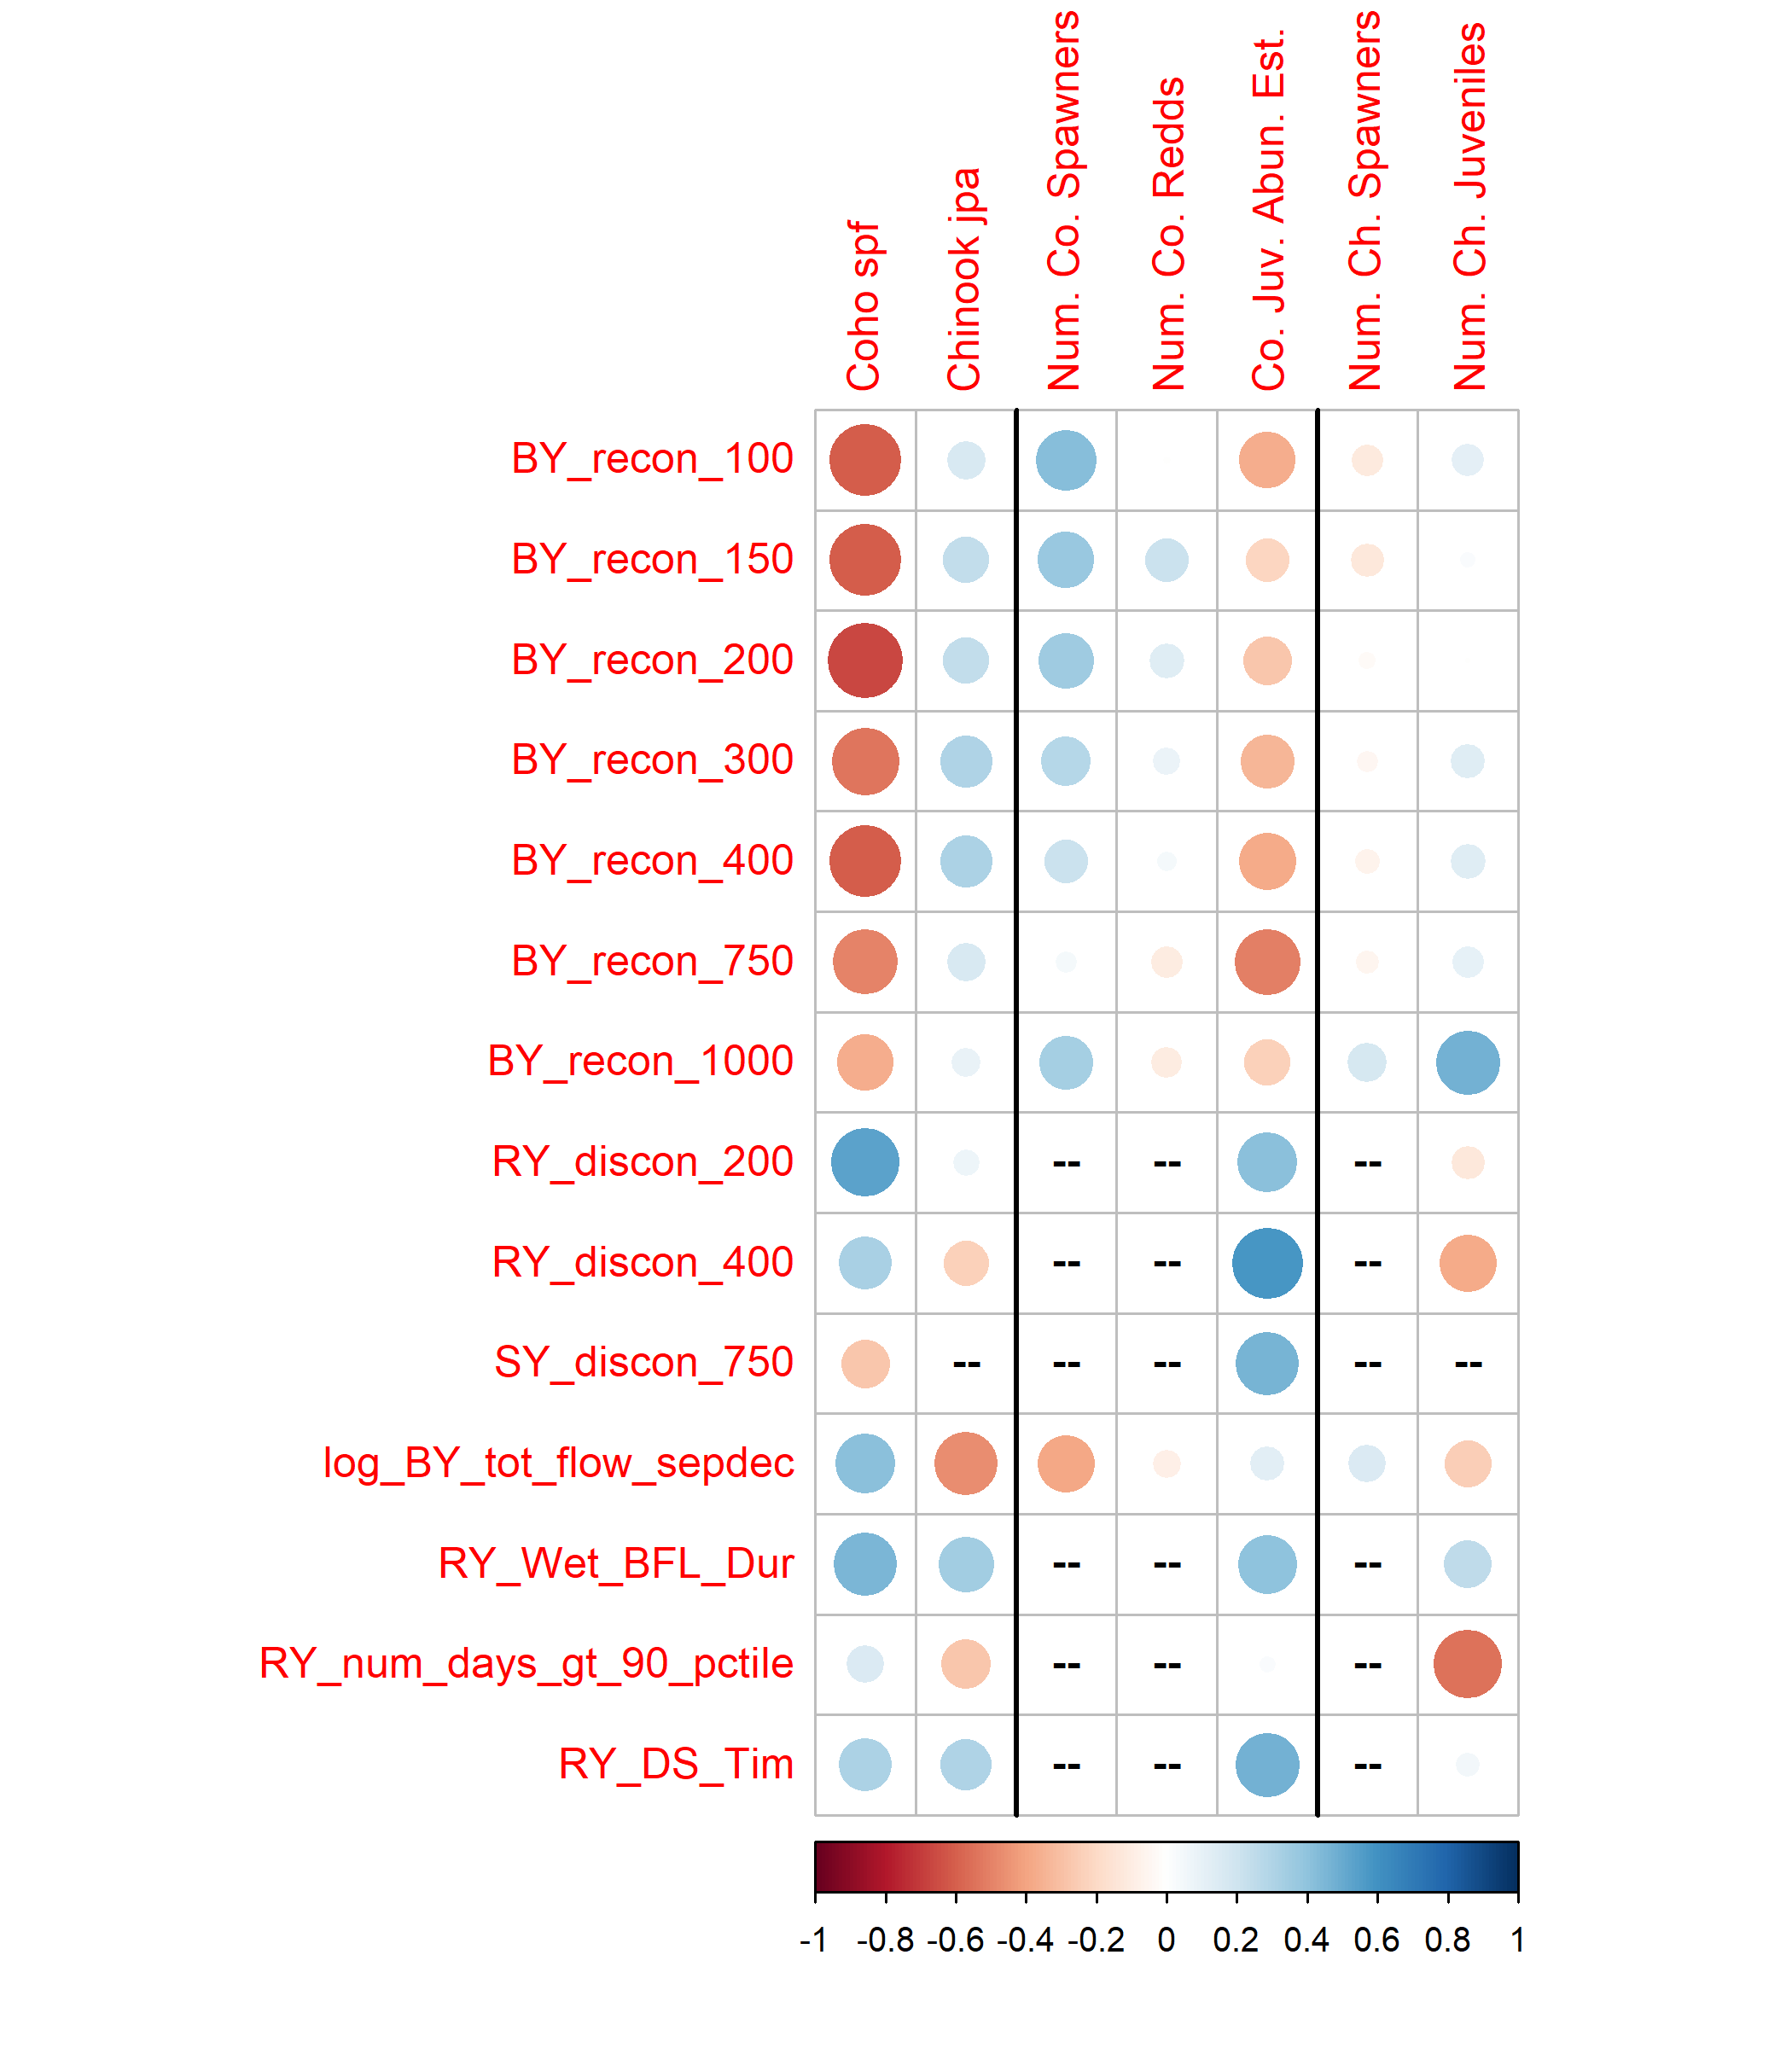 Coho spf
Chinook jpa
Num. Co. Spawners
Num. Co. Redds
Co. Juv. Abun. Est.
Num. Ch. Spawners
Num. Ch. Juveniles
BY_recon_100
BY_recon_150
BY_recon_200
BY_recon_300
BY_recon_400
BY_recon_750
BY_recon_1000
RY_discon_200 -- -- --
RY_discon_400 -- -- --
SY_discon_750 -- -- -- -- --
log_BY_tot_flow_sepdec
RY_Wet_BFL_Dur -- -- --
RY_num_days_gt_90_pctile -- -- --
RY_DS_Tim -- -- --
-1 -0.8 -0.6 -0.4 -0.2 0 0.2 0.4 0.6 0.8 1